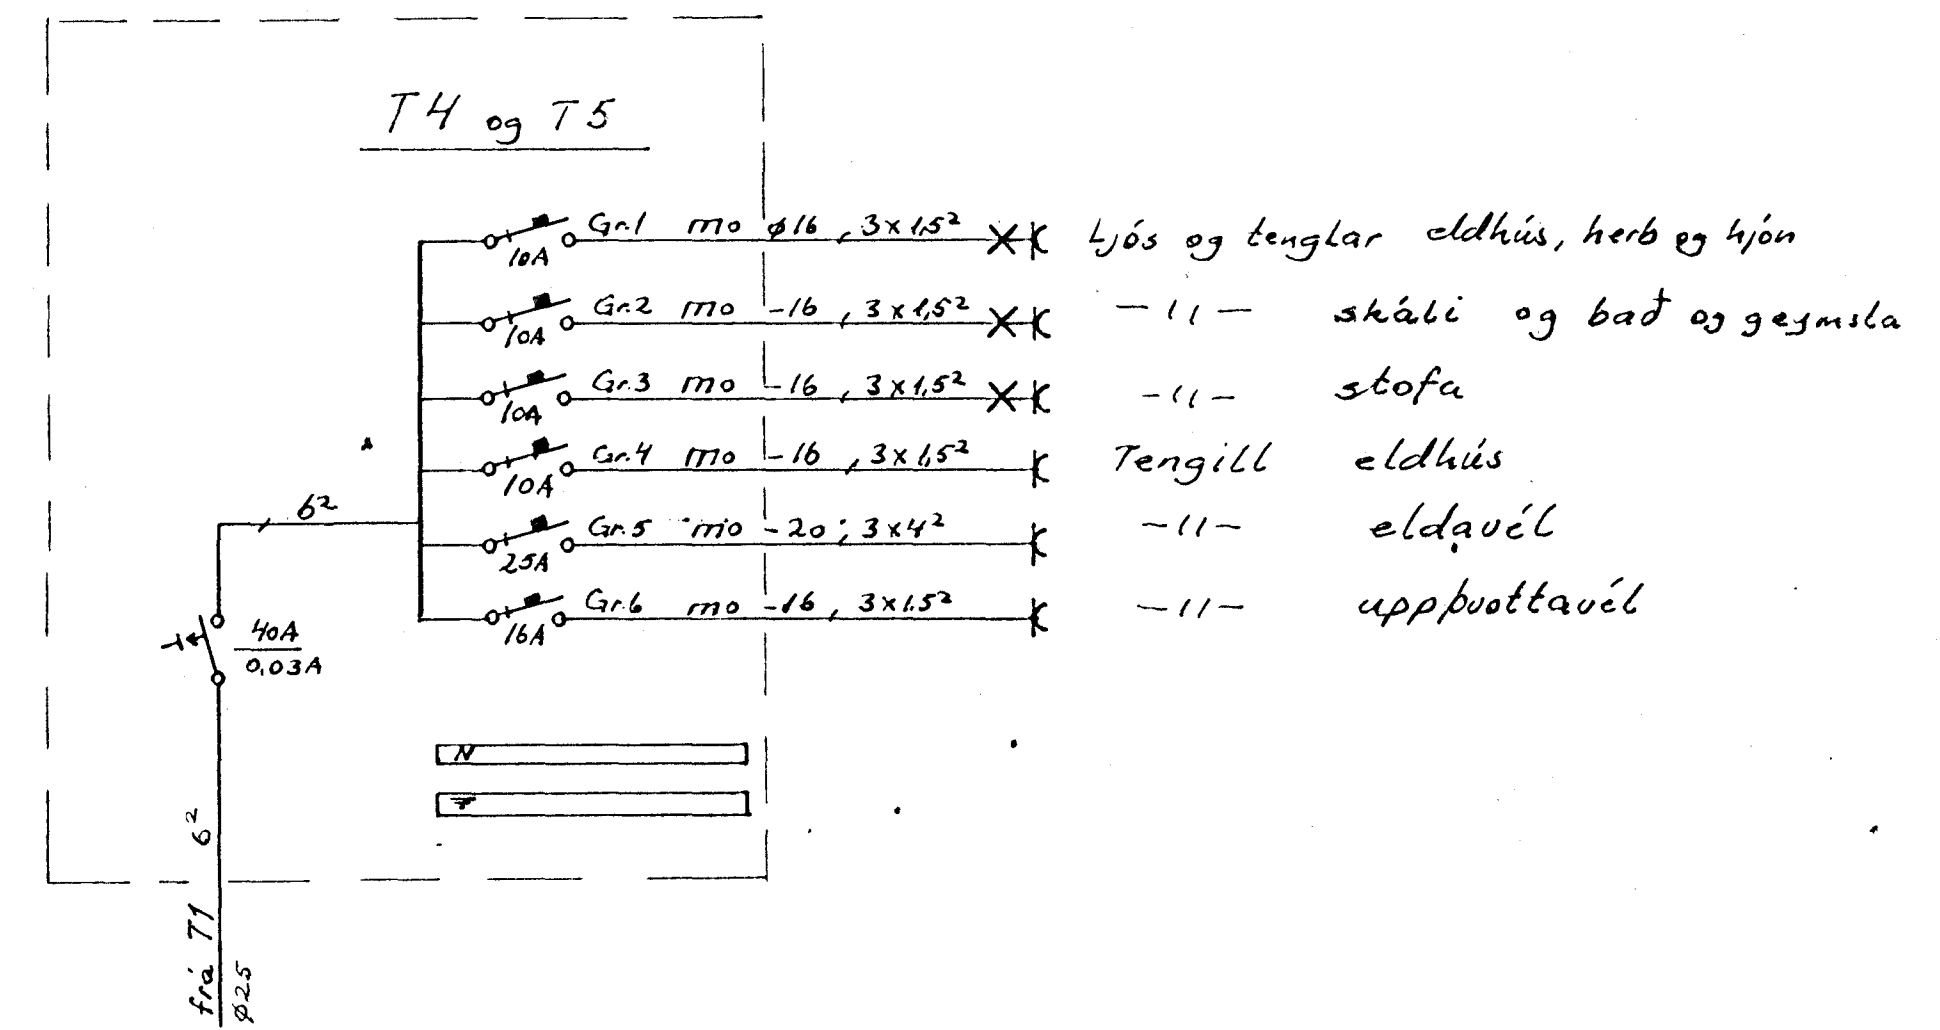 T4 og T5
Gr.1 mo ø16, 3x1,5² Ljós og tenglar eldhús, herb og hjón
10A
Gr.2 mo -16, 3x1,5² -11- skáli og bað og geymsla
10A
Gr.3 mo -16, 3x1,5² -11- stofa
10A
Gr.4 mo -16, 3x1,5² Tengill eldhús
10A
6²
Gr.5 mo -20, 3x4² -11- eldavél
25A
Gr.6 mo -16, 3x1.5² -11- uppþvottavél
16A
40A
0,03A
N
6²
frá T1
ø25